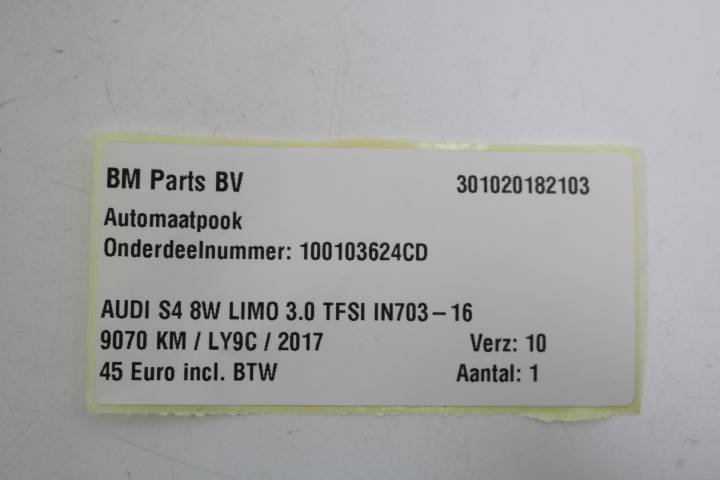 BM Parts BV 301020182103
Automaatpook
Onderdeelnummer: 100103624CD
AUDI S4 8W LIMO 3.0 TFSI IN703-16
9070 KM / LY9C / 2017 Verz: 10
45 Euro incl. BTW Aantal: 1